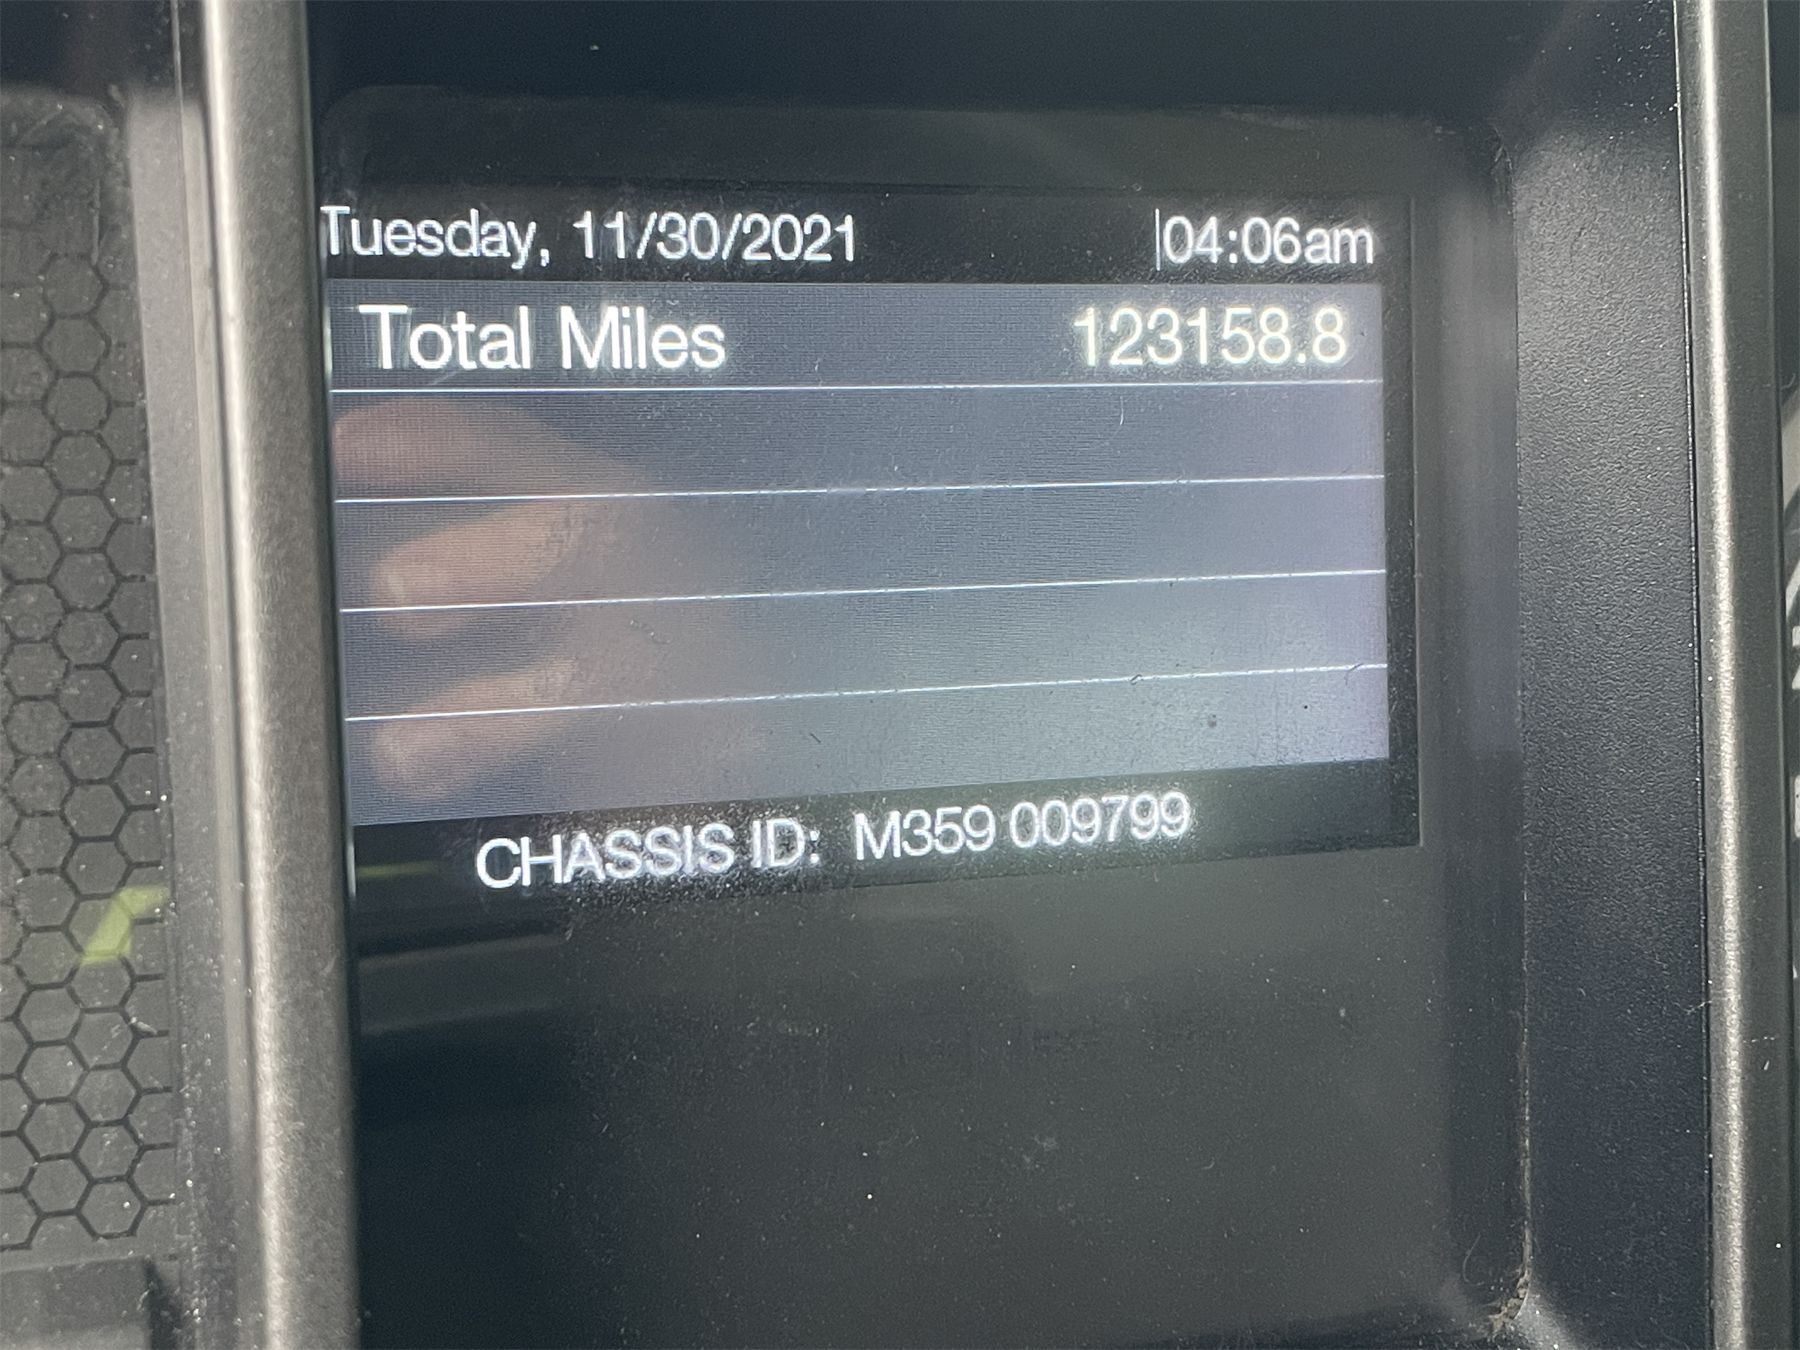 Tuesday, 11/30/2021 04:06am
Total Miles 123158.8
CHASSIS ID: M359 009799